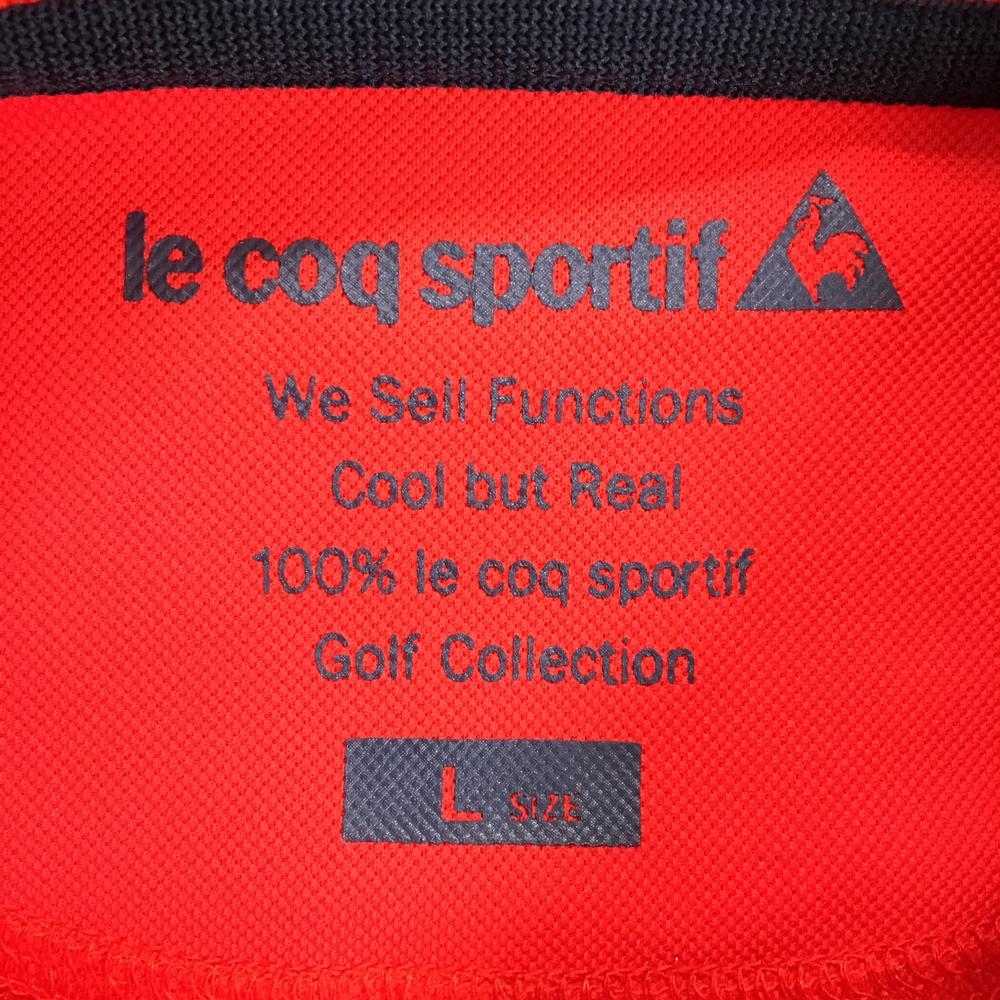 le coq sportif
We Sell Functions
Cool but Real
100% le coq sportif
Golf Collection
L SIZE